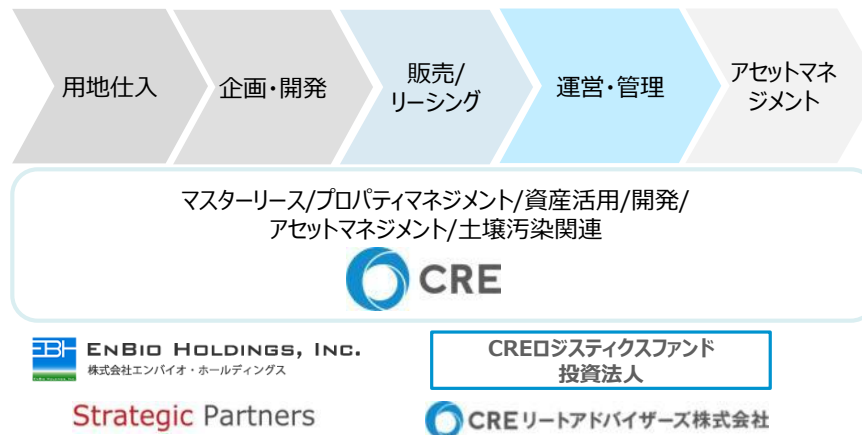 用地仕入
企画・開発
販売/
リーシング
運営・管理
アセットマネ
ジメント
マスターリース/プロパティマネジメント/資産活用/開発/
アセットマネジメント/土壌汚染関連
CRE
EBH ENBIO HOLDINGS, INC.
株式会社エンバイオ・ホールディングス
CREロジスティクスファンド
投資法人
Strategic Partners
CREリートアドバイザーズ株式会社